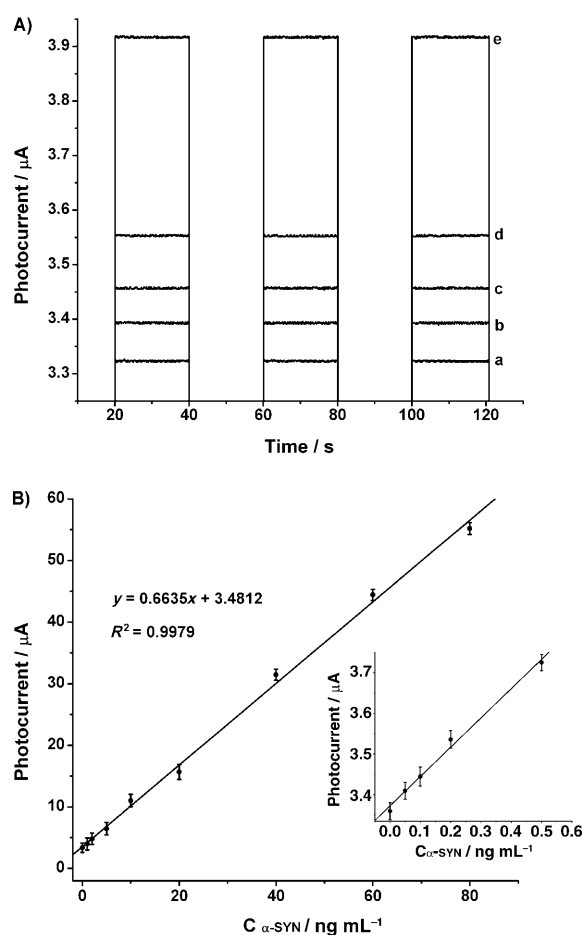 A)
3.9
3.8
3.7
3.6
3.5
3.4
3.3
Photocurrent / μA
e
d
c
b
a
20 40 60 80 100 120
Time / s
B)
60
50
40
30
20
10
0
Photocurrent / μA
y = 0.6635x + 3.4812
R² = 0.9979
3.7
3.6
3.5
3.4
Photocurrent / μA
0.0 0.1 0.2 0.3 0.4 0.5 0.6
Cα-SYN / ng mL⁻¹
0 20 40 60 80
C α-SYN / ng mL⁻¹